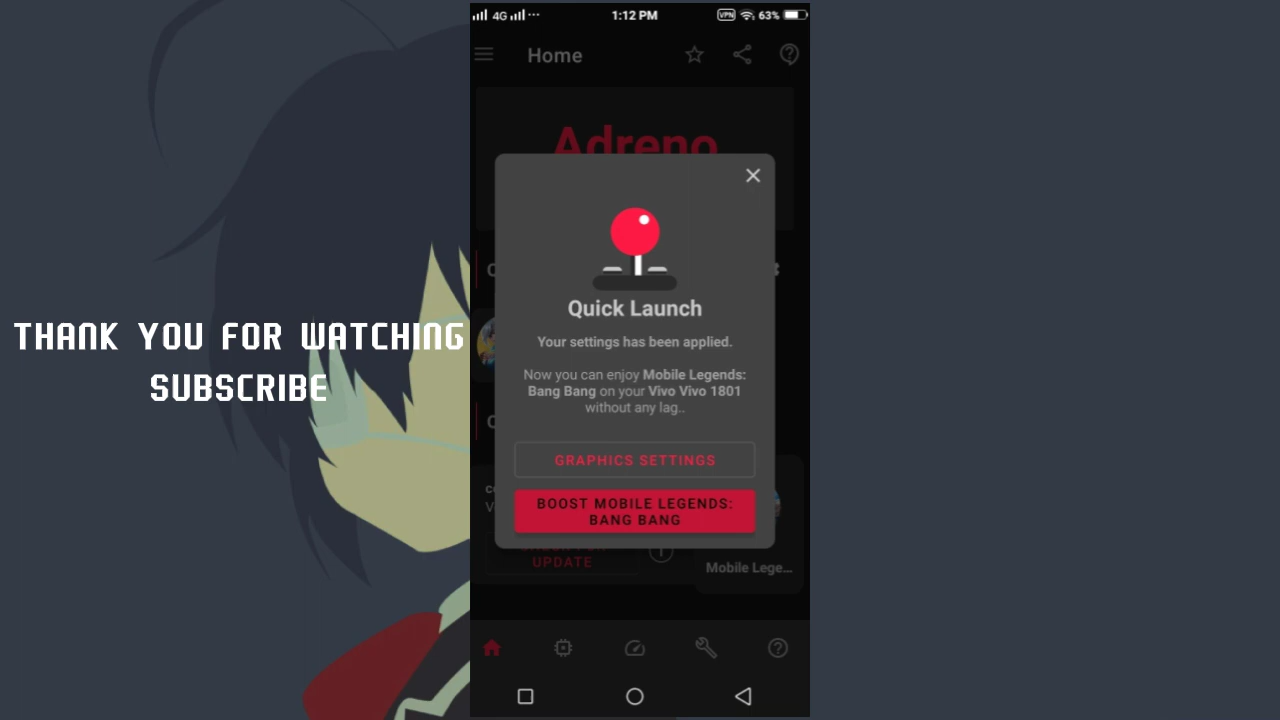 4G
1:12 PM
VPN
63%
Home
Adreno
THANK YOU FOR WATCHING
SUBSCRIBE
Quick Launch
Your settings has been applied.
Now you can enjoy Mobile Legends:
Bang Bang on your Vivo Vivo 1801
without any lag..
GRAPHICS SETTINGS
BOOST MOBILE LEGENDS:
BANG BANG
UPDATE
Mobile Lege...